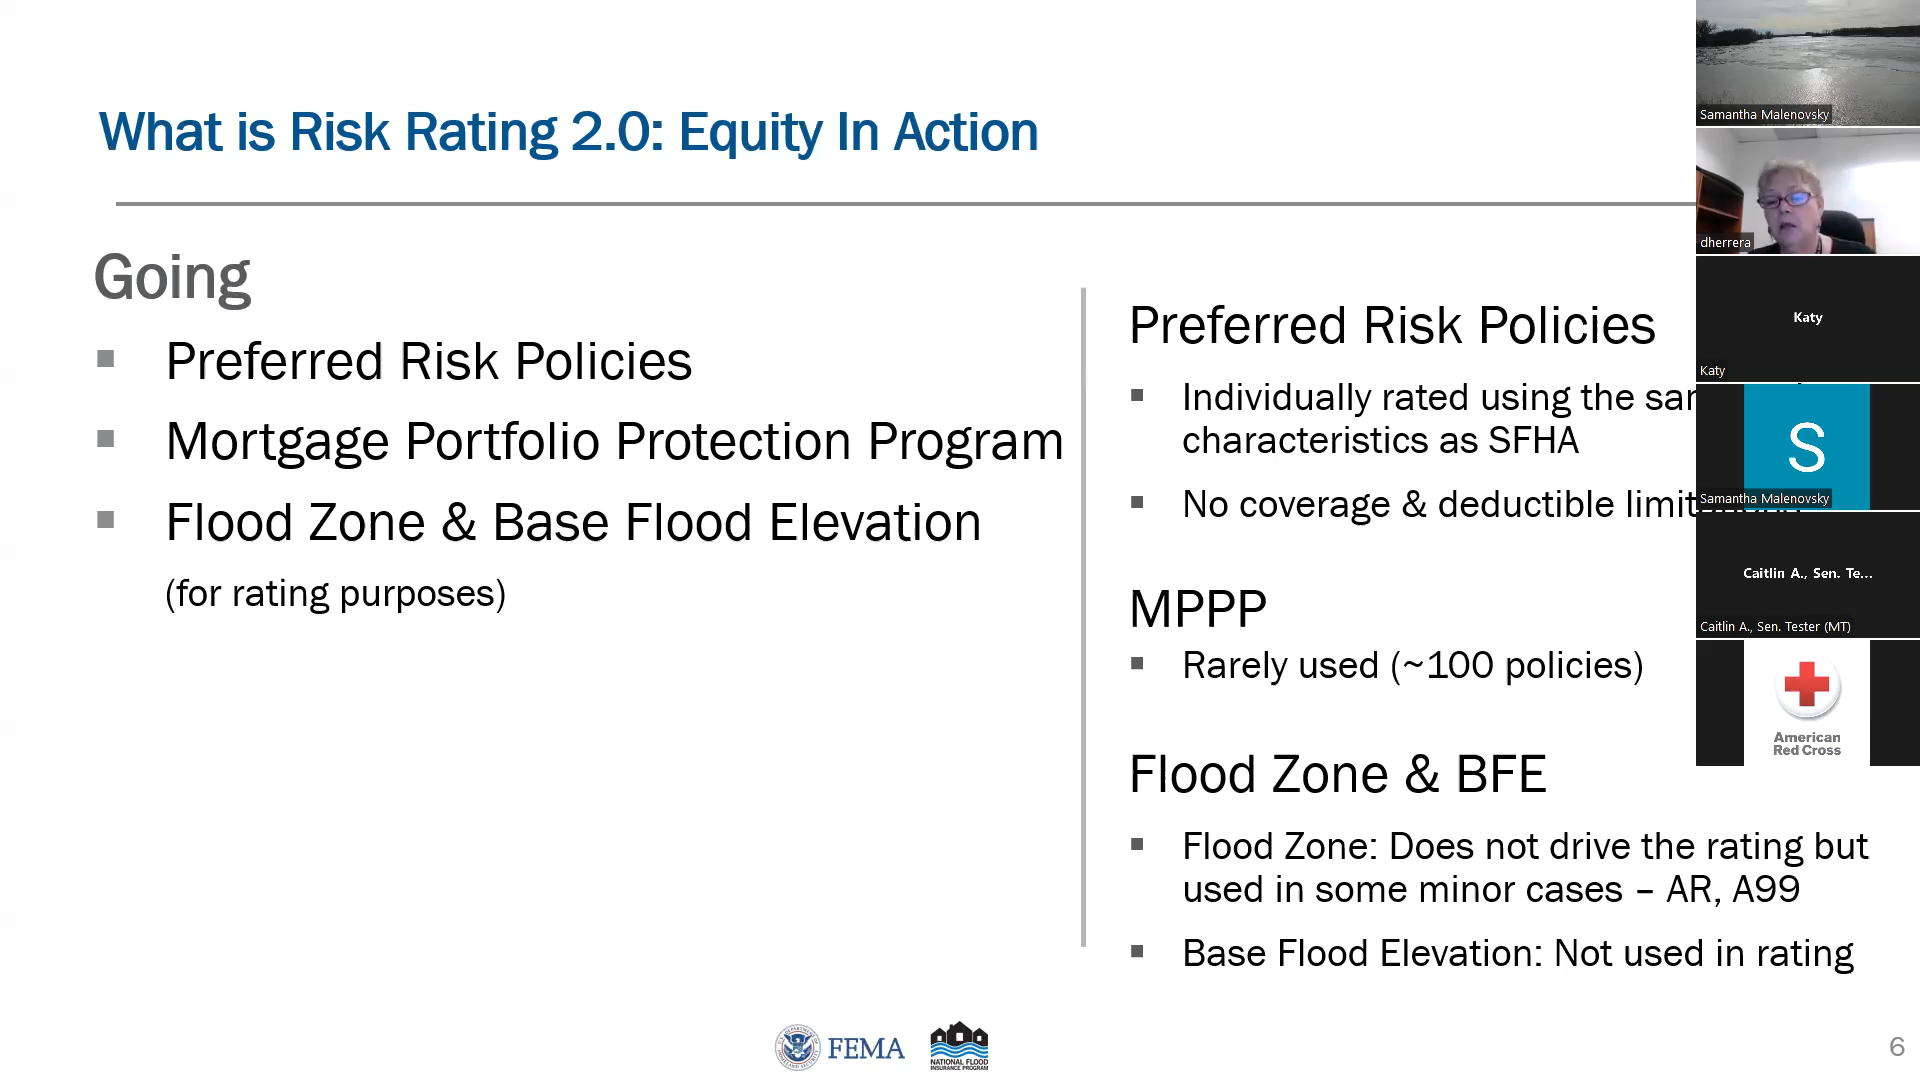 What is Risk Rating 2.0: Equity In Action
Going
Preferred Risk Policies
Mortgage Portfolio Protection Program
Flood Zone & Base Flood Elevation
(for rating purposes)
Preferred Risk Policies
Individually rated using the
characteristics as SFHA
No coverage & deductible
MPPP
Rarely used (~100 policies)
Flood Zone & BFE
Flood Zone: Does not drive the rating but
used in some minor cases – AR, A99
Base Flood Elevation: Not used in rating
FEMA
NATIONAL FLOOD
INSURANCE PROGRAM
6
Samantha Malenovsky
dherrera
Katy
Katy
S
Samantha Malenovsky
Caitlin A., Sen. Te...
Caitlin A., Sen. Tester (MT)
American
Red Cross